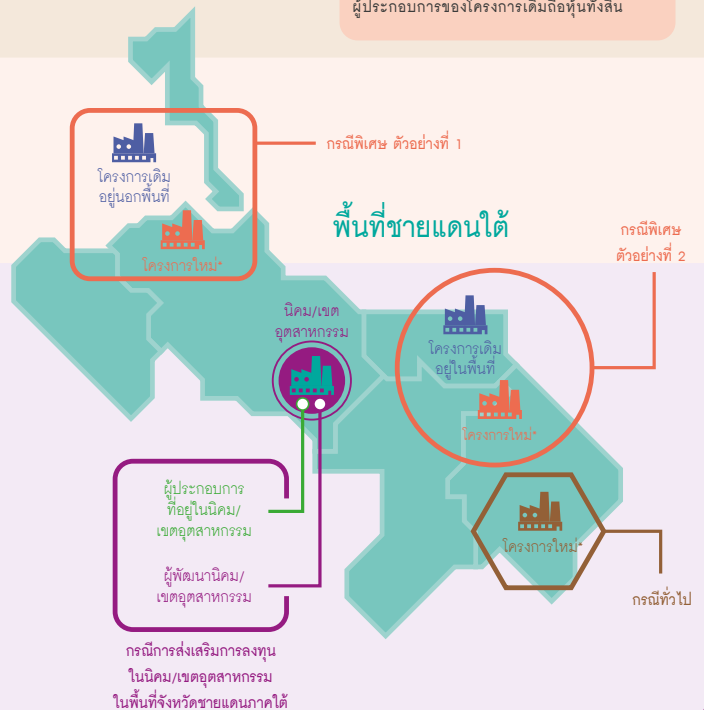 ผู้ประกอบการของโครงการเดิมถือหุ้นทั้งสิ้น
กรณีพิเศษ ตัวอย่างที่ 1
โครงการเดิม
อยู่นอกพื้นที่
โครงการใหม่*
พื้นที่ชายแดนใต้
กรณีพิเศษ
ตัวอย่างที่ 2
นิคม/เขต
อุตสาหกรรม
โครงการเดิม
อยู่ในพื้นที่
โครงการใหม่*
ผู้ประกอบการ
ที่อยู่ในนิคม/
เขตอุตสาหกรรม
ผู้พัฒนานิคม/
เขตอุตสาหกรรม
โครงการใหม่*
กรณีทั่วไป
กรณีการส่งเสริมการลงทุน
ในนิคม/เขตอุตสาหกรรม
ในพื้นที่จังหวัดชายแดนภาคใต้